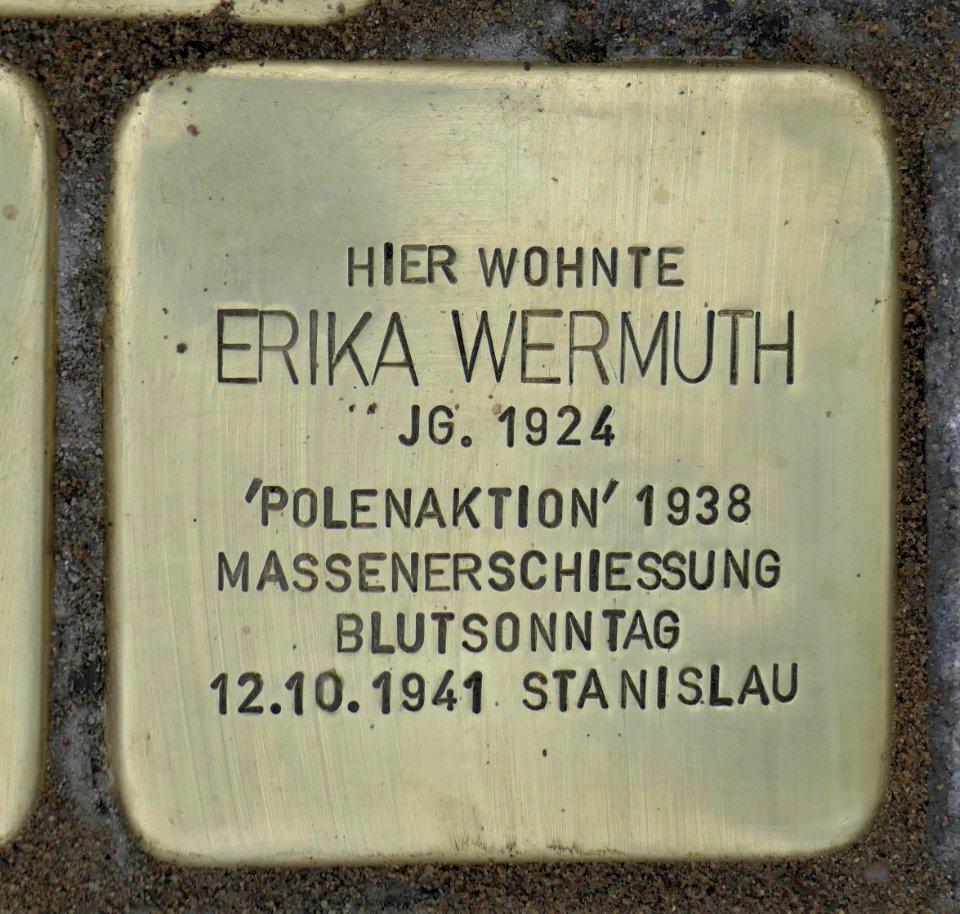 HIER WOHNTE
ERIKA WERMUTH
JG. 1924
'POLENAKTION' 1938
MASSENERSCHIESSUNG
BLUTSONNTAG
12.10.1941 STANISLAU